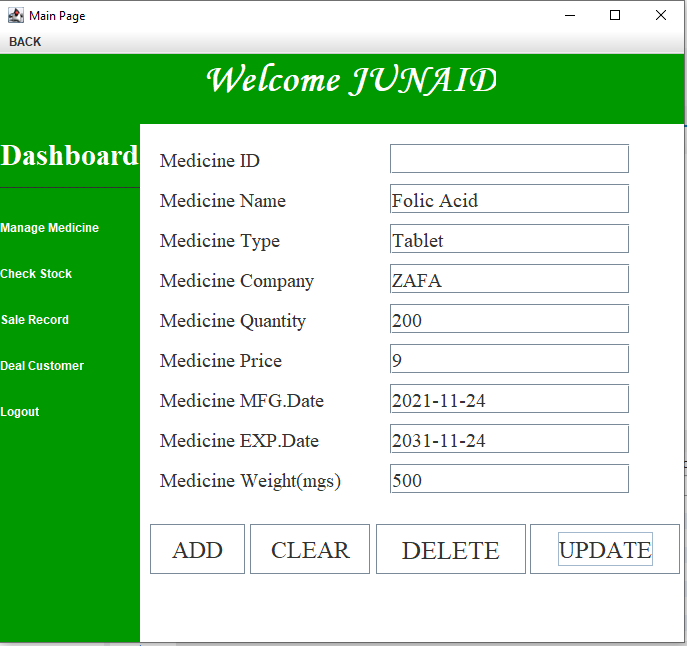 Main Page
BACK
Welcome JUNAID
Dashboard
Manage Medicine
Check Stock
Sale Record
Deal Customer
Logout
Medicine ID
Medicine Name Folic Acid
Medicine Type Tablet
Medicine Company ZAFA
Medicine Quantity 200
Medicine Price 9
Medicine MFG.Date 2021-11-24
Medicine EXP.Date 2031-11-24
Medicine Weight(mgs) 500
ADD CLEAR DELETE UPDATE